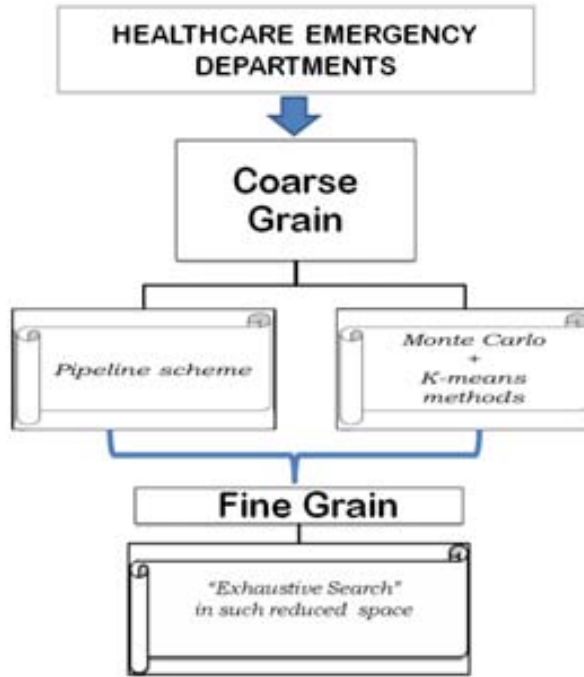 HEALTHCARE EMERGENCY
DEPARTMENTS
Coarse
Grain
Pipeline scheme
Monte Carlo
+
K-means
methods
Fine Grain
"Exhaustive Search"
in such reduced space